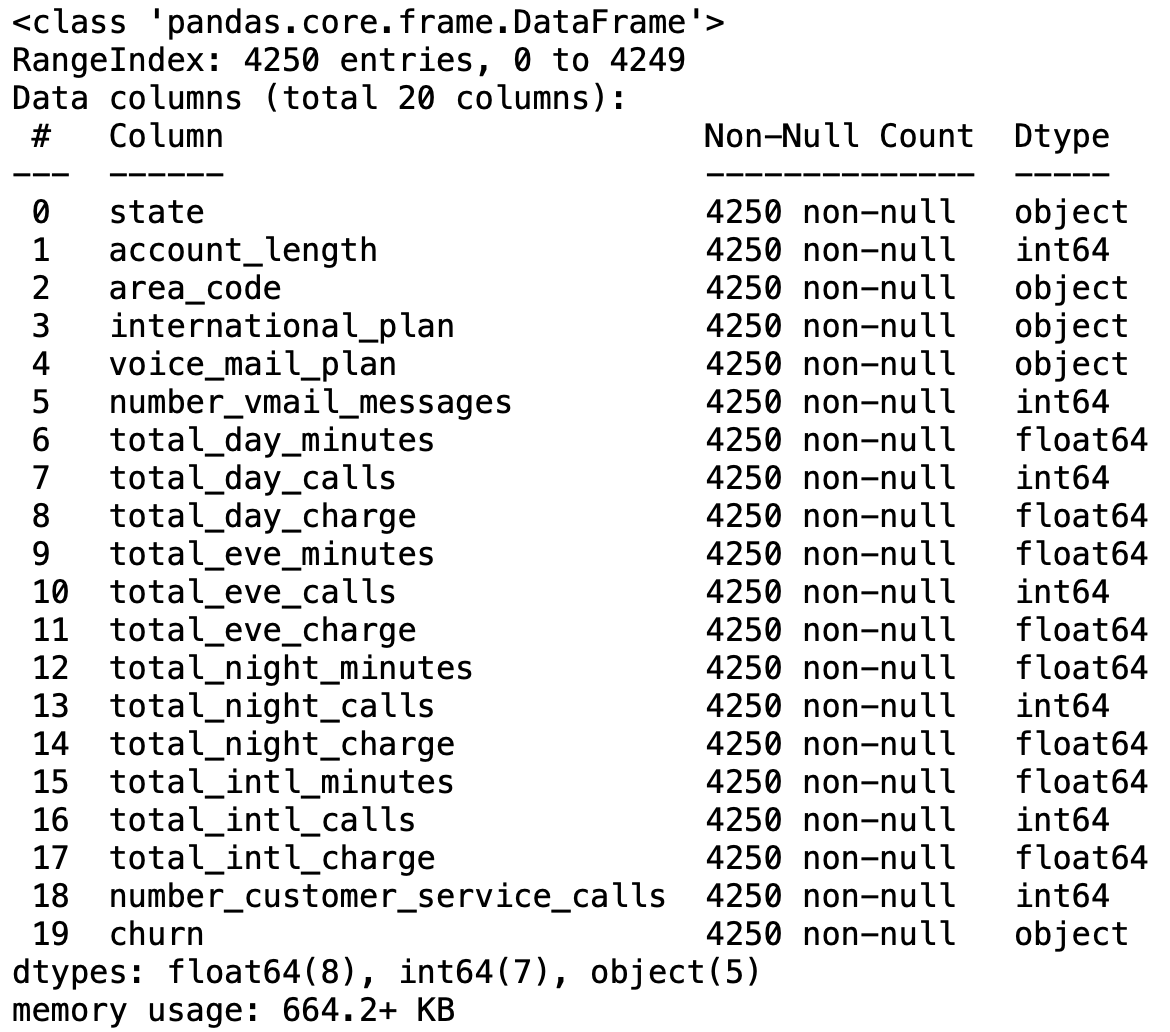 <class 'pandas.core.frame.DataFrame'>
RangeIndex: 4250 entries, 0 to 4249
Data columns (total 20 columns):
 #   Column                         Non-Null Count  Dtype
---  ------                         --------------  -----
 0   state                          4250 non-null   object
 1   account_length                 4250 non-null   int64
 2   area_code                      4250 non-null   object
 3   international_plan             4250 non-null   object
 4   voice_mail_plan                4250 non-null   object
 5   number_vmail_messages          4250 non-null   int64
 6   total_day_minutes              4250 non-null   float64
 7   total_day_calls                4250 non-null   int64
 8   total_day_charge               4250 non-null   float64
 9   total_eve_minutes              4250 non-null   float64
 10  total_eve_calls                4250 non-null   int64
 11  total_eve_charge               4250 non-null   float64
 12  total_night_minutes            4250 non-null   float64
 13  total_night_calls              4250 non-null   int64
 14  total_night_charge             4250 non-null   float64
 15  total_intl_minutes             4250 non-null   float64
 16  total_intl_calls               4250 non-null   int64
 17  total_intl_charge              4250 non-null   float64
 18  number_customer_service_calls  4250 non-null   int64
 19  churn                          4250 non-null   object
dtypes: float64(8), int64(7), object(5)
memory usage: 664.2+ KB